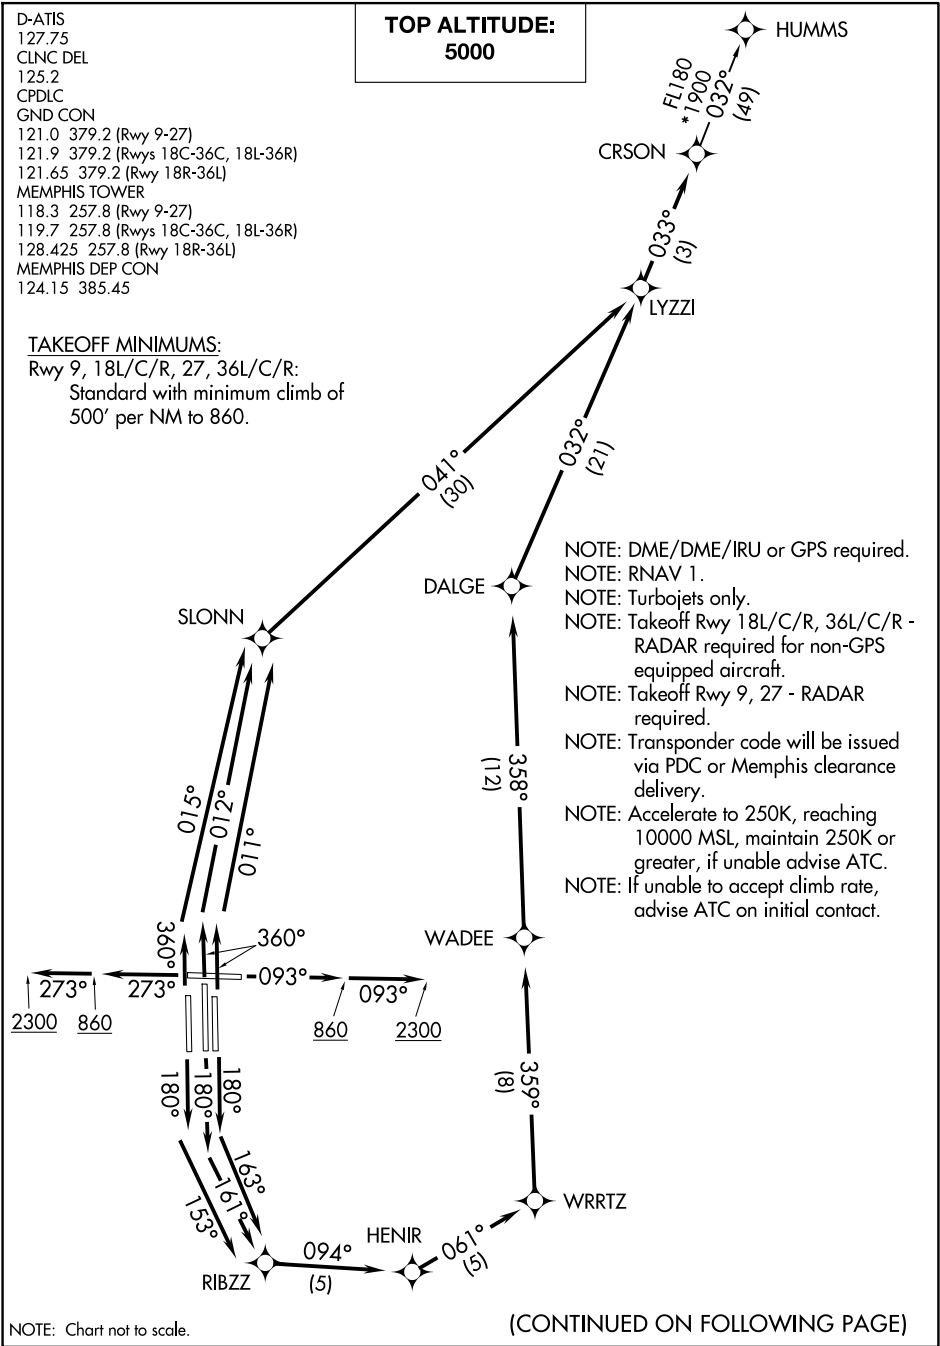 D-ATIS
127.75
CLNC DEL
125.2
CPDLC
GND CON
121.0 379.2 (Rwy 9-27)
121.9 379.2 (Rwys 18C-36C, 18L-36R)
121.65 379.2 (Rwy 18R-36L)
MEMPHIS TOWER
118.3 257.8 (Rwy 9-27)
119.7 257.8 (Rwys 18C-36C, 18L-36R)
128.425 257.8 (Rwy 18R-36L)
MEMPHIS DEP CON
124.15 385.45
TOP ALTITUDE:
5000
TAKEOFF MINIMUMS:
Rwy 9, 18L/C/R, 27, 36L/C/R:
Standard with minimum climb of
500' per NM to 860.
HUMMS
FL180
*1900
032°
(49)
CRSON
033°
(3)
LYZZI
041°
(30)
032°
(21)
DALGE
SLONN
NOTE: DME/DME/IRU or GPS required.
NOTE: RNAV 1.
NOTE: Turbojets only.
NOTE: Takeoff Rwy 18L/C/R, 36L/C/R -
RADAR required for non-GPS
equipped aircraft.
NOTE: Takeoff Rwy 9, 27 - RADAR
required.
NOTE: Transponder code will be issued
via PDC or Memphis clearance
delivery.
NOTE: Accelerate to 250K, reaching
10000 MSL, maintain 250K or
greater, if unable advise ATC.
NOTE: If unable to accept climb rate,
advise ATC on initial contact.
015°
012°
011°
358°
(12)
WADEE
360°
360°
273°
273°
093°
093°
2300
860
860
2300
359°
(8)
180°
180°
180°
153°
161°
163°
WRRTZ
HENIR
061°
(5)
094°
(5)
RIBZZ
NOTE: Chart not to scale.
(CONTINUED ON FOLLOWING PAGE)